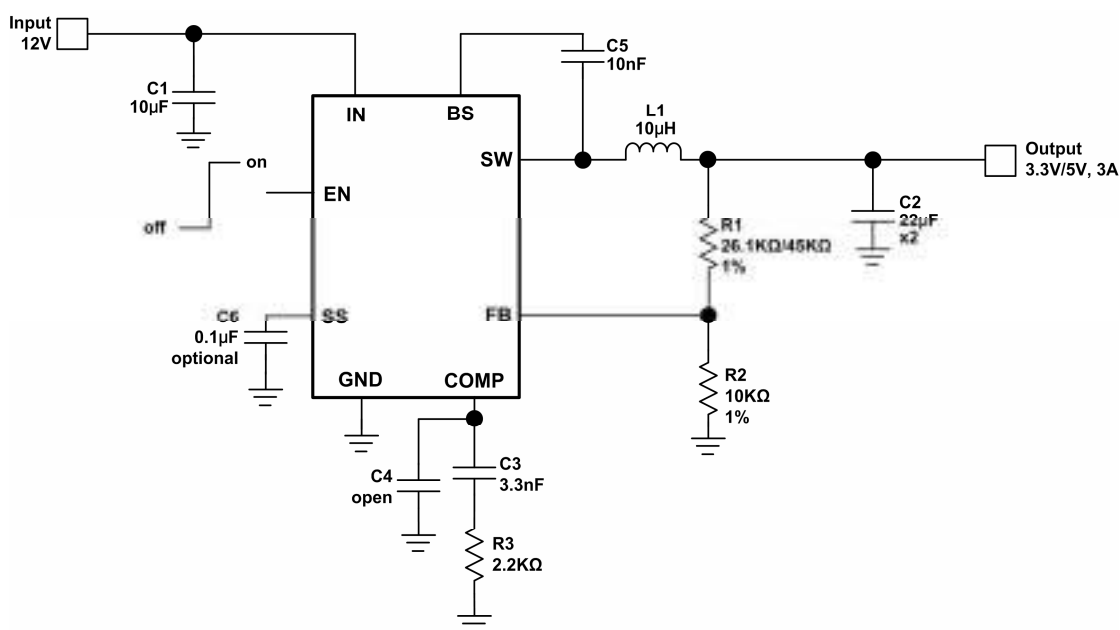 Input
12V
C1
10µF
IN
BS
C5
10nF
L1
10µH
SW
Output
3.3V/5V, 3A
on
off
EN
C2
22µF
x2
R1
26.1KΩ/45KΩ
1%
C6
0.1µF
optional
SS
FB
GND
COMP
R2
10KΩ
1%
C4
open
C3
3.3nF
R3
2.2KΩ